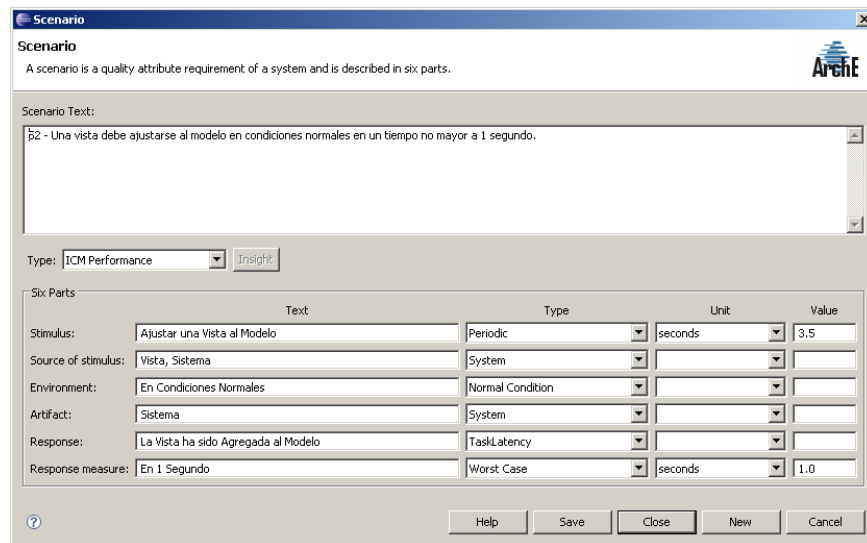 Scenario
Scenario
A scenario is a quality attribute requirement of a system and is described in six parts.
ArchE
Scenario Text:
p2 - Una vista debe ajustarse al modelo en condiciones normales en un tiempo no mayor a 1 segundo.
Type: ICM Performance Insight
Six Parts
Text Type Unit Value
Stimulus: Ajustar una Vista al Modelo Periodic seconds 3.5
Source of stimulus: Vista, Sistema System
Environment: En Condiciones Normales Normal Condition
Artifact: Sistema System
Response: La Vista ha sido Agregada al Modelo TaskLatency
Response measure: En 1 Segundo Worst Case seconds 1.0
? Help Save Close New Cancel